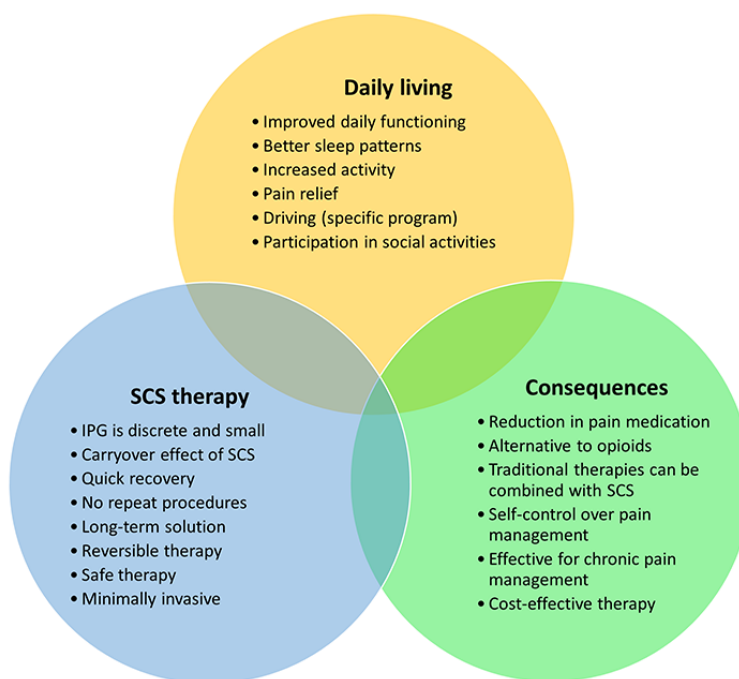 Daily living
• Improved daily functioning
• Better sleep patterns
• Increased activity
• Pain relief
• Driving (specific program)
• Participation in social activities
SCS therapy
• IPG is discrete and small
• Carryover effect of SCS
• Quick recovery
• No repeat procedures
• Long-term solution
• Reversible therapy
• Safe therapy
• Minimally invasive
Consequences
• Reduction in pain medication
• Alternative to opioids
• Traditional therapies can be
combined with SCS
• Self-control over pain
management
• Effective for chronic pain
management
• Cost-effective therapy